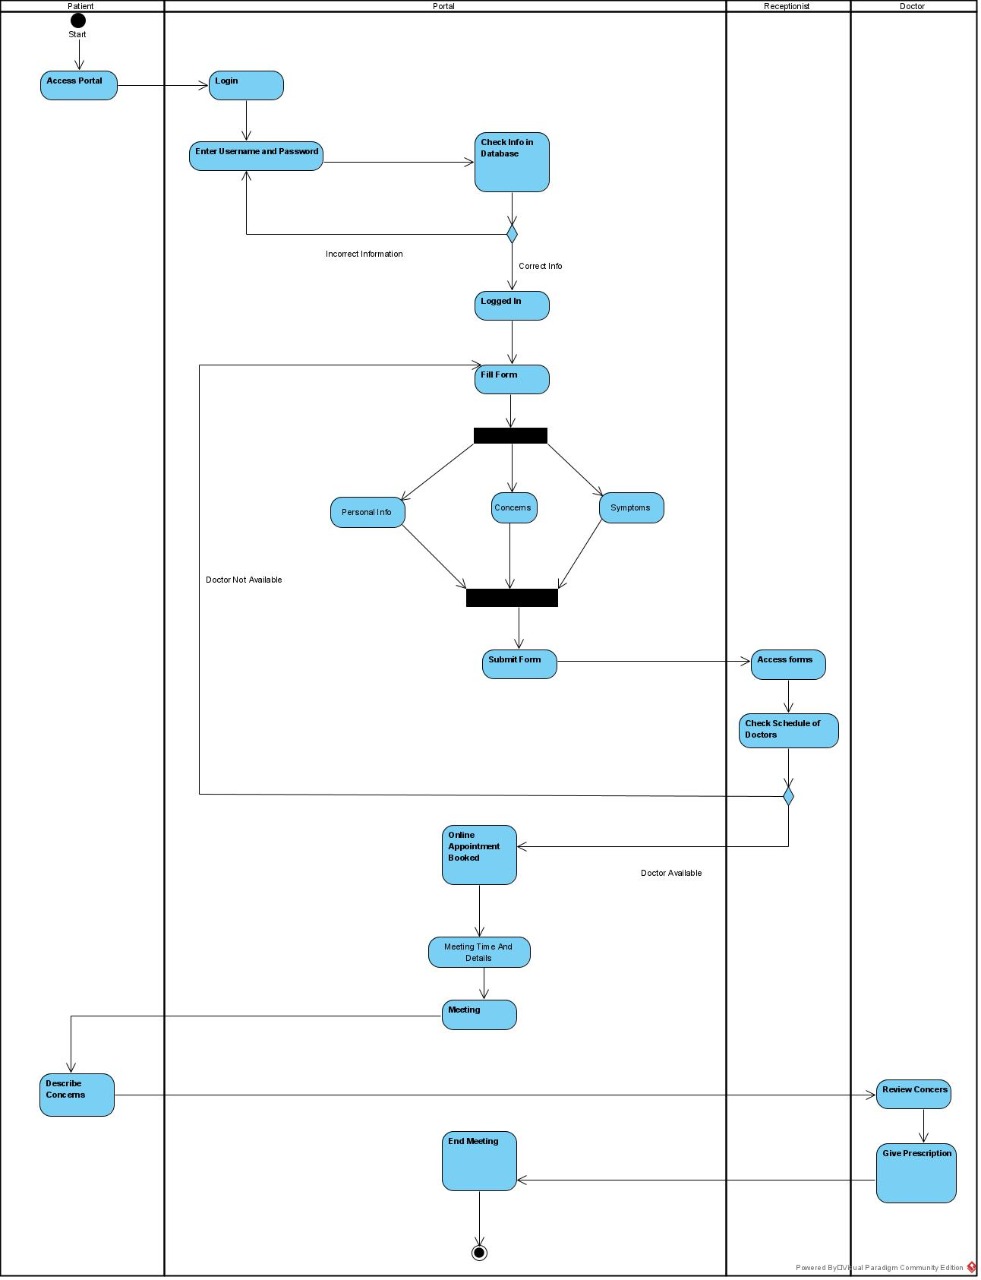 Patient
Portal
Receptionist
Doctor
Start
Access Portal
Login
Enter Username and Password
Check Info in
Database
Incorrect Information
Correct Info
Logged In
Fill Form
Personal Info
Concerns
Symptoms
Doctor Not Available
Submit Form
Access forms
Check Schedule of
Doctors
Online
Appointment
Booked
Doctor Available
Meeting Time And
Details
Meeting
Describe
Concerns
Review Concers
End Meeting
Give Prescription
Powered By Visual Paradigm Community Edition